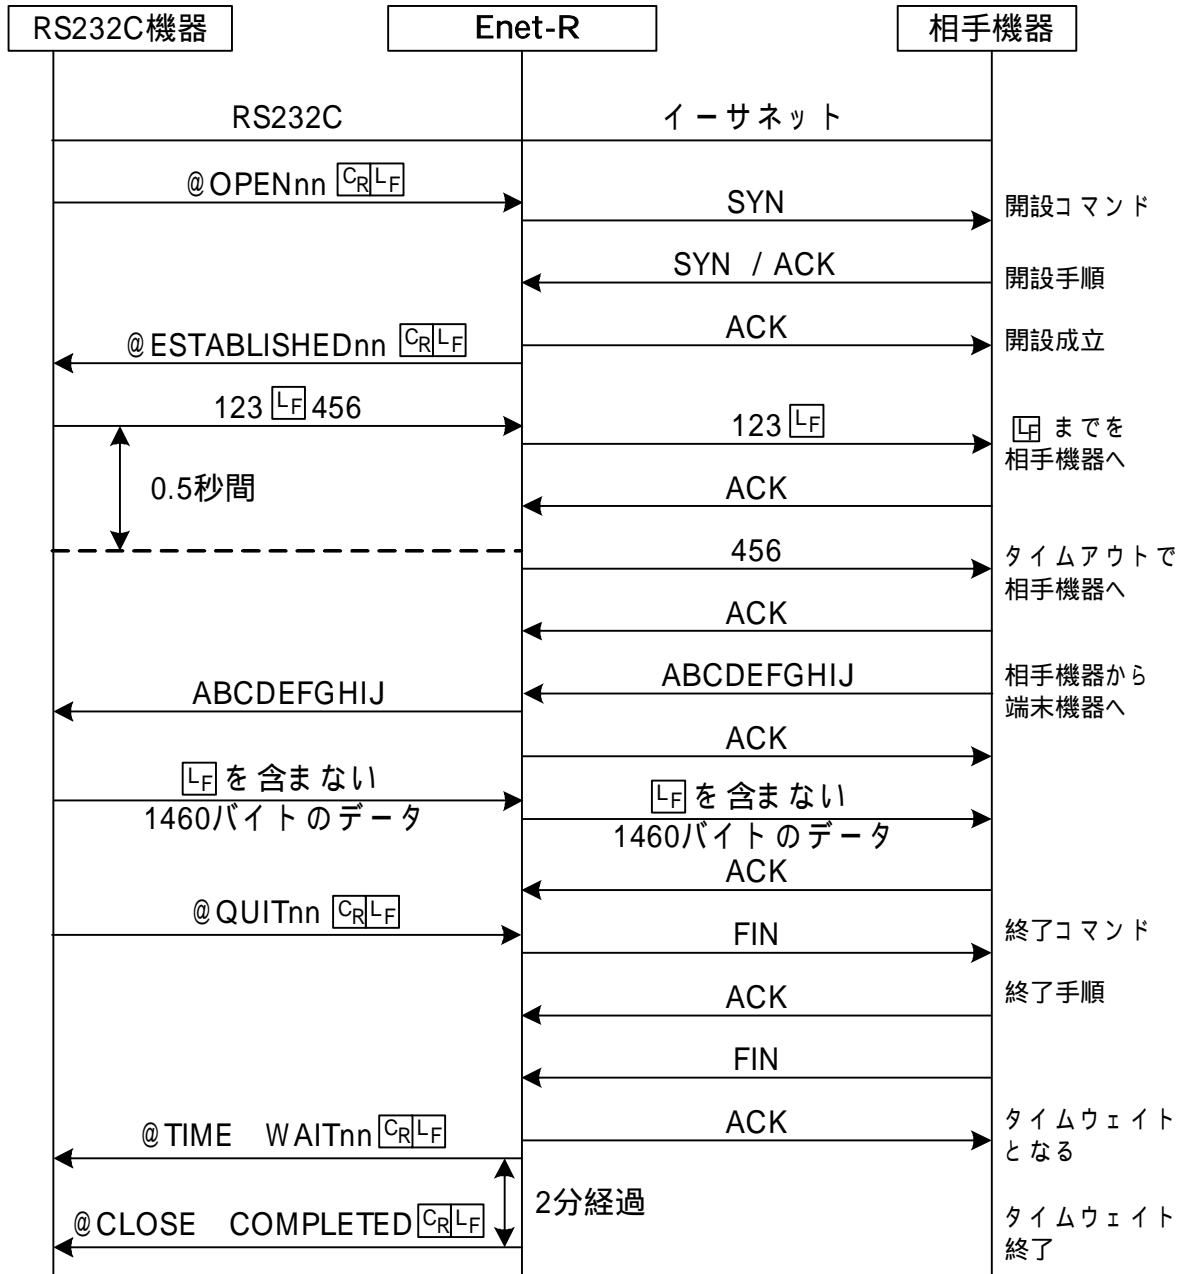 RS232C機器 Enet-R 相手機器
RS232C イーサネット
@OPENnn CRLF
SYN 開設コマンド
SYN / ACK 開設手順
@ESTABLISHEDnn CRLF ACK 開設成立
123 LF 456
123 LF LF までを
相手機器へ
0.5秒間 ACK
456 タイムアウトで
相手機器へ
ACK
ABCDEFGHIJ ABCDEFGHIJ 相手機器から
端末機器へ
ACK
LF を含まない
1460バイトのデータ
LF を含まない
1460バイトのデータ
ACK
@QUITnn CRLF
FIN 終了コマンド
ACK 終了手順
FIN
@TIME WAITnn CRLF ACK タイムウェイト
となる
2分経過
@CLOSE COMPLETED CRLF タイムウェイト
終了